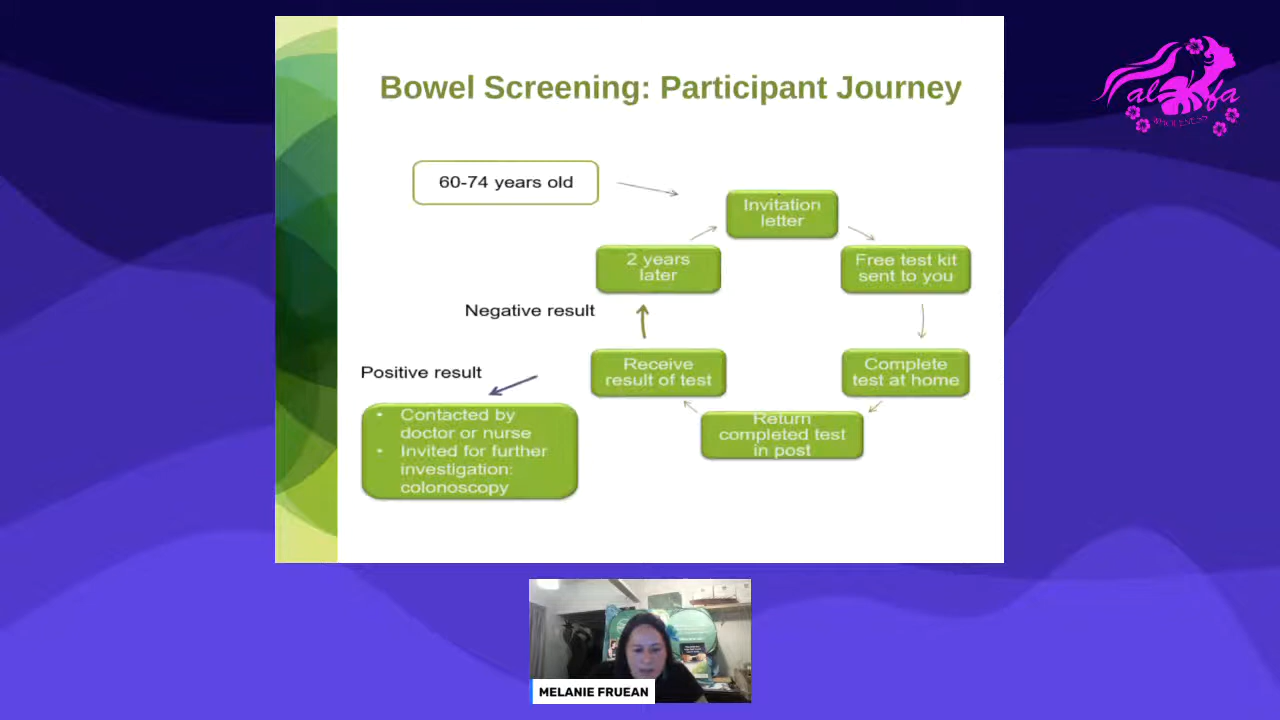 Bowel Screening: Participant Journey
alofa
WHOLENESS
60-74 years old
Invitation
letter
2 years
later
Free test kit
sent to you
Negative result
Receive
result of test
Complete
test at home
Positive result
Return
completed test
in post
• Contacted by
doctor or nurse
• Invited for further
investigation:
colonoscopy
MELANIE FRUEAN